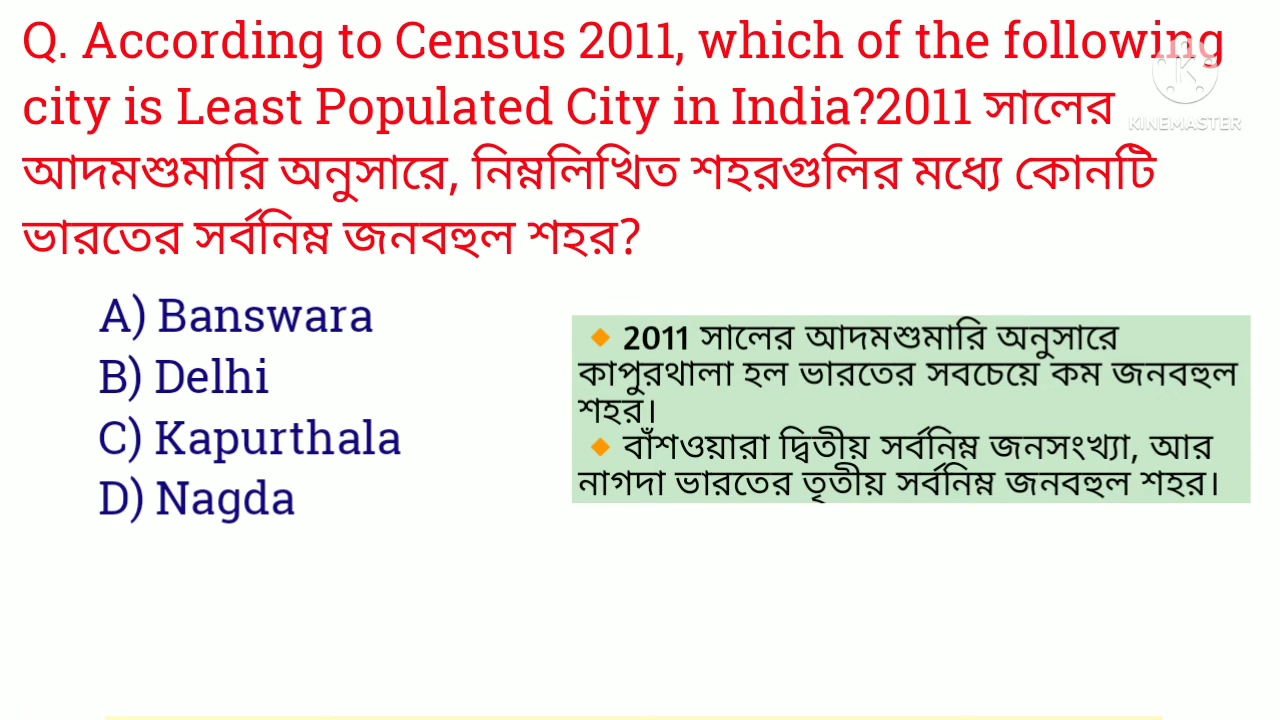 Q. According to Census 2011, which of the following
city is Least Populated City in India?2011 সালের
আদমশুমারি অনুসারে, নিম্নলিখিত শহরগুলির মধ্যে কোনটি
ভারতের সর্বনিম্ন জনবহুল শহর?
KINEMASTER
A) Banswara
B) Delhi
C) Kapurthala
D) Nagda
🔸 2011 সালের আদমশুমারি অনুসারে
কাপুরথালা হল ভারতের সবচেয়ে কম জনবহুল
শহর।
🔸 বাঁশওয়ারা দ্বিতীয় সর্বনিম্ন জনসংখ্যা, আর
নাগদা ভারতের তৃতীয় সর্বনিম্ন জনবহুল শহর।